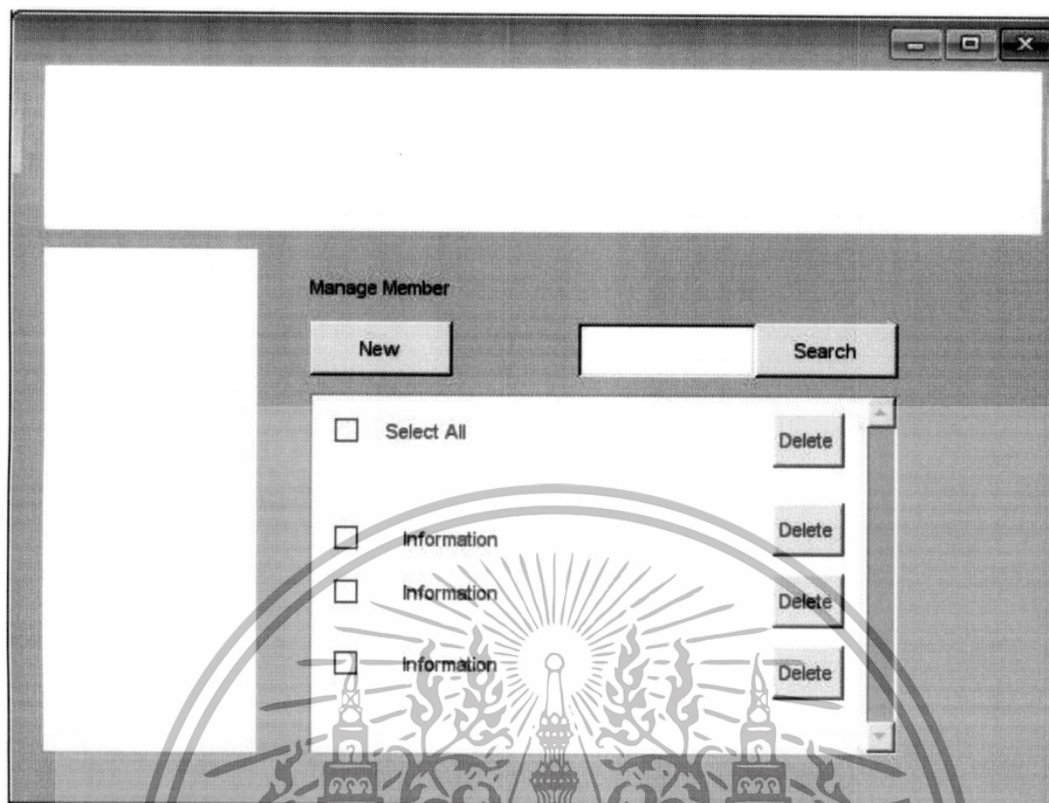 Manage Member
New Search
Select All Delete
Information Delete
Information Delete
Information Delete